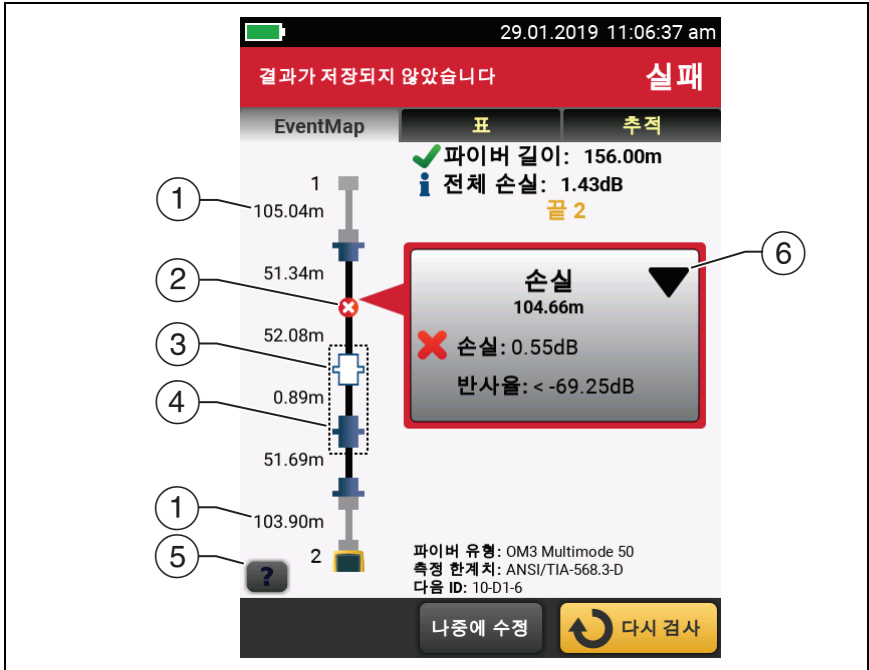 29.01.2019 11:06:37 am
결과가 저장되지 않았습니다 실패
EventMap 표 추적
파이버 길이: 156.00m
전체 손실: 1.43dB
끝 2
1
① 105.04m
51.34m
②
손실
104.66m
⑥
손실: 0.55dB
반사율: < -69.25dB
52.08m
③
0.89m
④
51.69m
① 103.90m
⑤ ? 2
파이버 유형: OM3 Multimode 50
측정 한계치: ANSI/TIA-568.3-D
다음 ID: 10-D1-6
나중에 수정 다시 검사